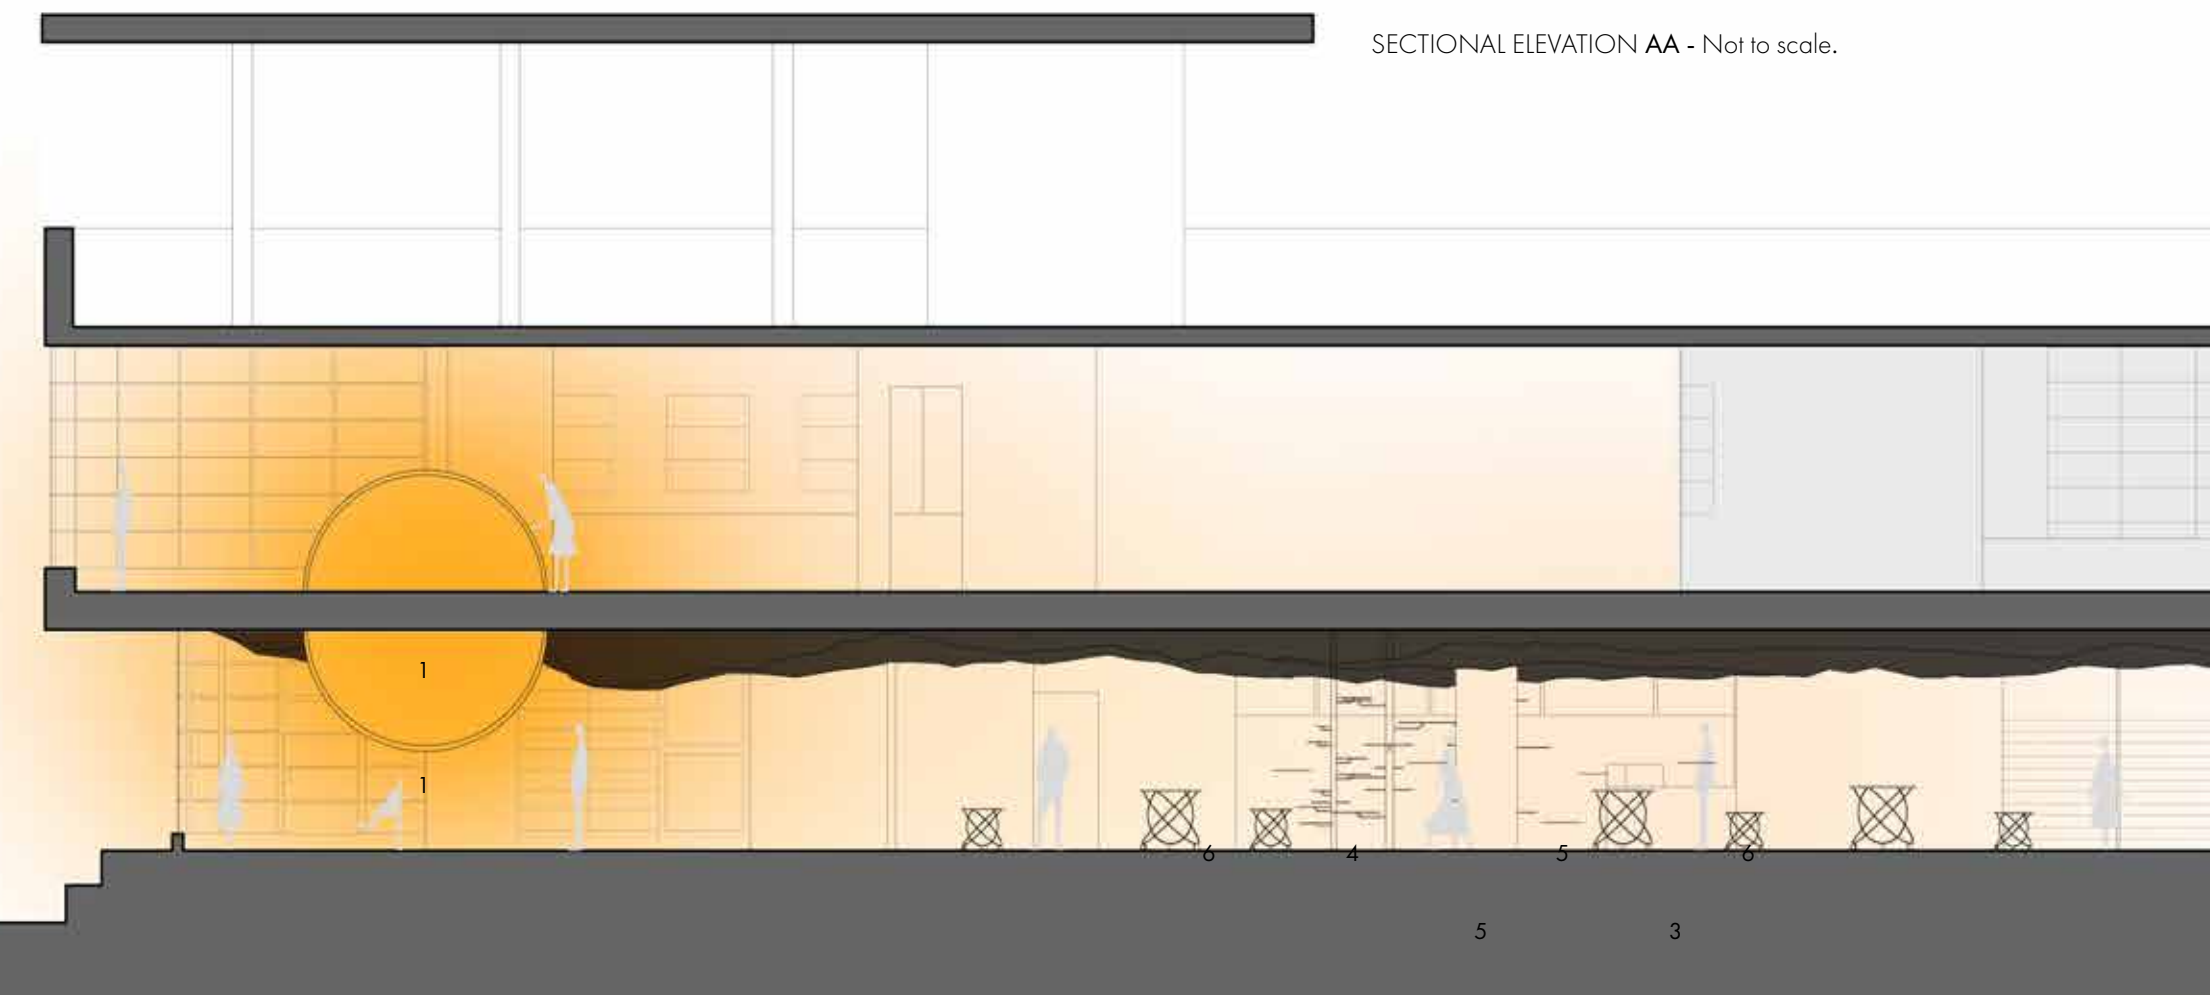 SECTIONAL ELEVATION AA - Not to scale.
1
1
6 4 5 6
5 3